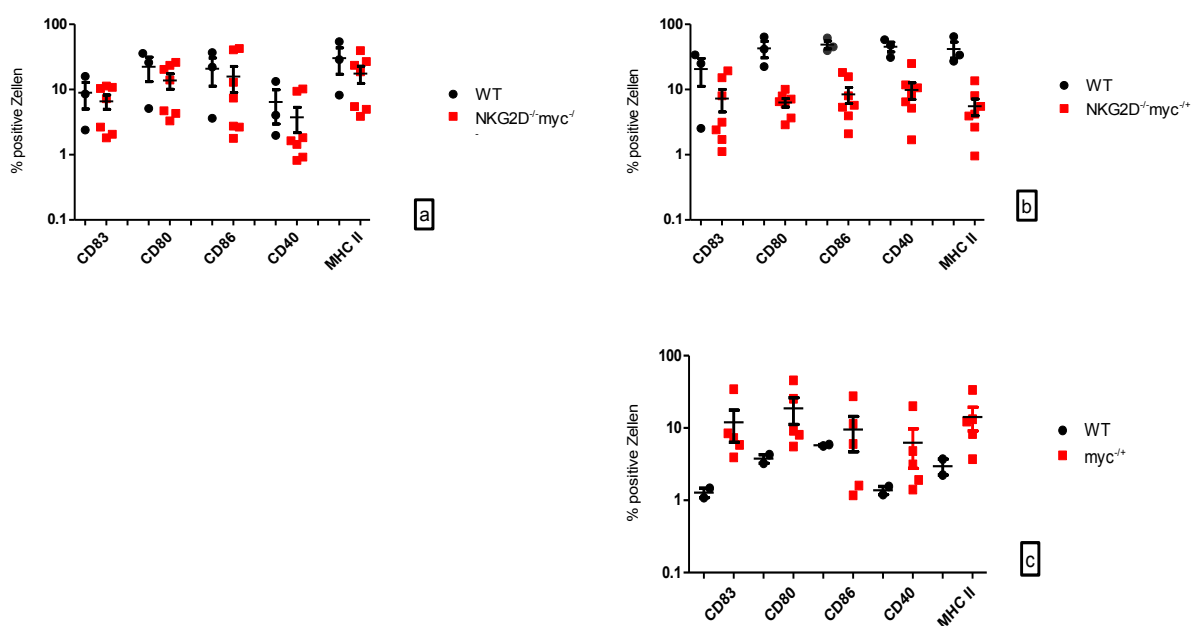 100
10
1
0.1
% positive Zellen
CD83
CD80
CD86
CD40
MHC II
WT
NKG2D-/-myc-/
-
a
100
10
1
0.1
% positive Zellen
CD83
CD80
CD86
CD40
MHC II
WT
NKG2D-/-myc-/+
b
100
10
1
0.1
% positive Zellen
CD83
CD80
CD86
CD40
MHC II
WT
myc-/+
c